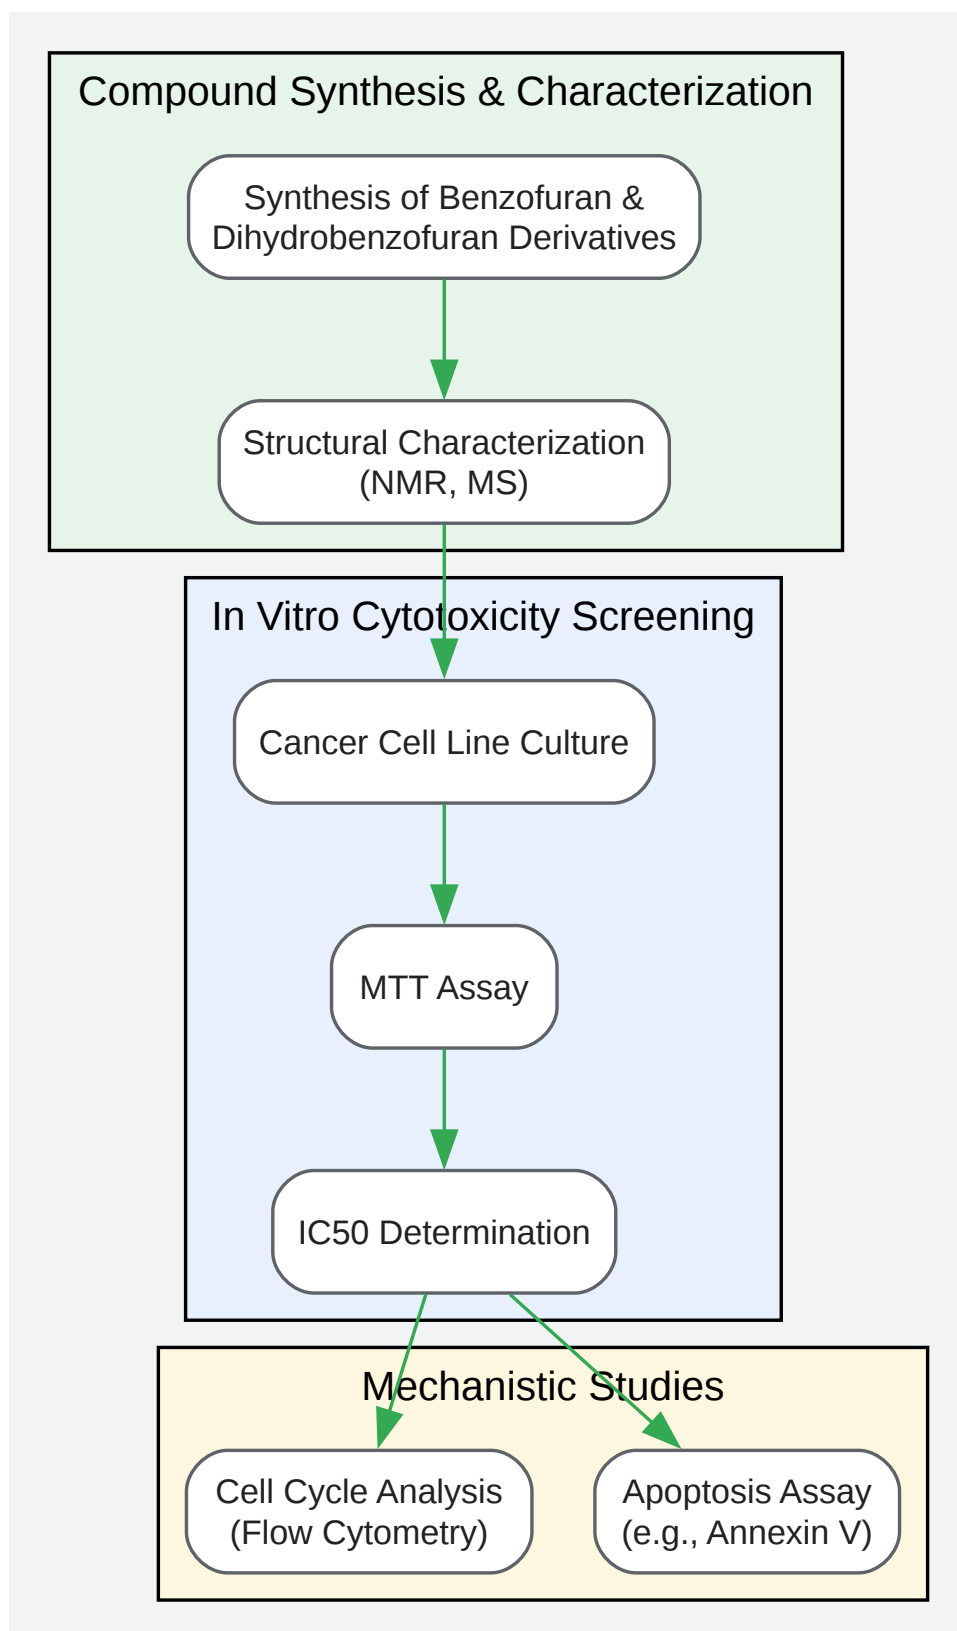 Compound Synthesis & Characterization
Synthesis of Benzofuran &
Dihydrobenzofuran Derivatives
Structural Characterization
(NMR, MS)
In Vitro Cytotoxicity Screening
Cancer Cell Line Culture
MTT Assay
IC50 Determination
Mechanistic Studies
Cell Cycle Analysis
(Flow Cytometry)
Apoptosis Assay
(e.g., Annexin V)